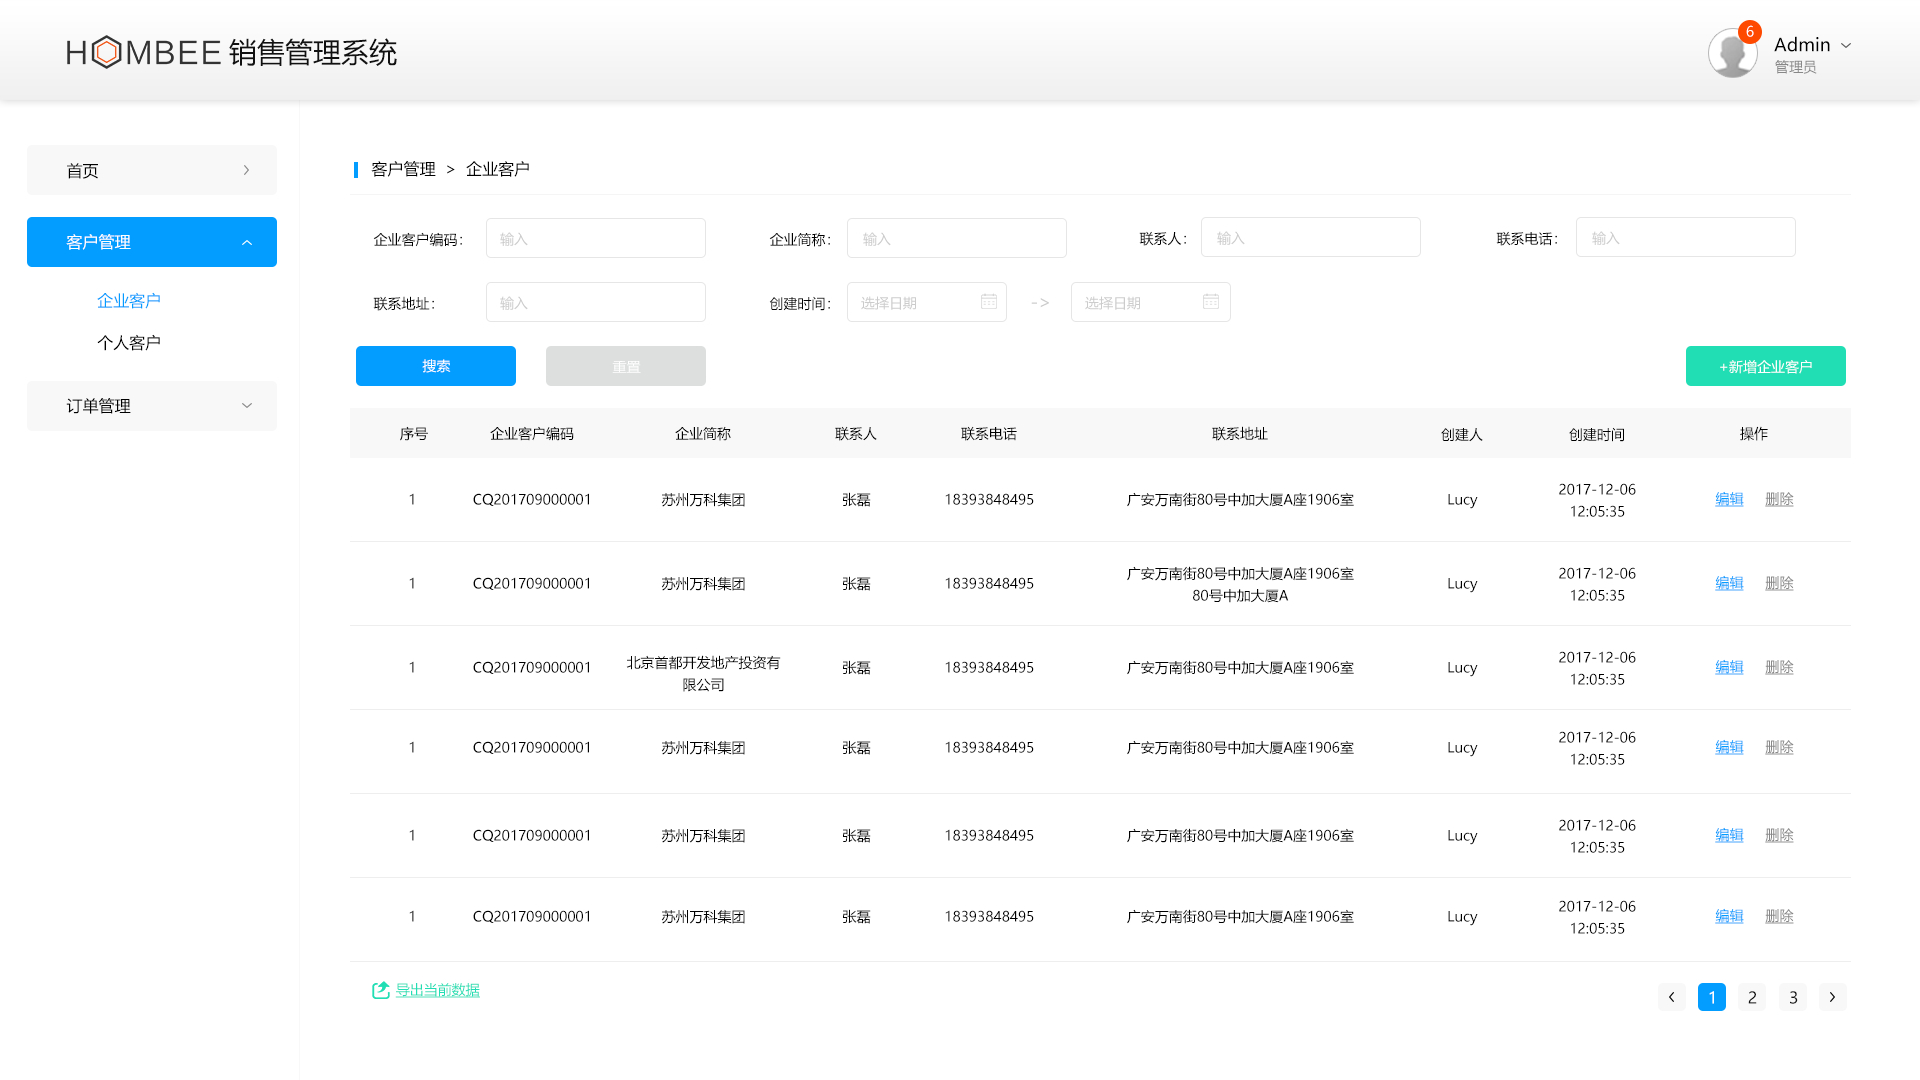 HOMBEE 销售管理系统
6
Admin
管理员
首页
客户管理
企业客户
个人客户
订单管理
客户管理 > 企业客户
企业客户编码： 输入 企业简称： 输入 联系人： 输入 联系电话： 输入
联系地址： 输入 创建时间： 选择日期 -> 选择日期
搜索 重置 +新增企业客户
序号 企业客户编码 企业简称 联系人 联系电话 联系地址 创建人 创建时间 操作
1 CQ201709000001 苏州万科集团 张磊 18393848495 广安万南街80号中加大厦A座1906室 Lucy 2017-12-06 编辑 删除
12:05:35
1 CQ201709000001 苏州万科集团 张磊 18393848495 广安万南街80号中加大厦A座1906室 Lucy 2017-12-06 编辑 删除
80号中加大厦A 12:05:35
1 CQ201709000001 北京首都开发地产投资有 张磊 18393848495 广安万南街80号中加大厦A座1906室 Lucy 2017-12-06 编辑 删除
限公司 12:05:35
1 CQ201709000001 苏州万科集团 张磊 18393848495 广安万南街80号中加大厦A座1906室 Lucy 2017-12-06 编辑 删除
12:05:35
1 CQ201709000001 苏州万科集团 张磊 18393848495 广安万南街80号中加大厦A座1906室 Lucy 2017-12-06 编辑 删除
12:05:35
1 CQ201709000001 苏州万科集团 张磊 18393848495 广安万南街80号中加大厦A座1906室 Lucy 2017-12-06 编辑 删除
12:05:35
导出当前数据
1 2 3